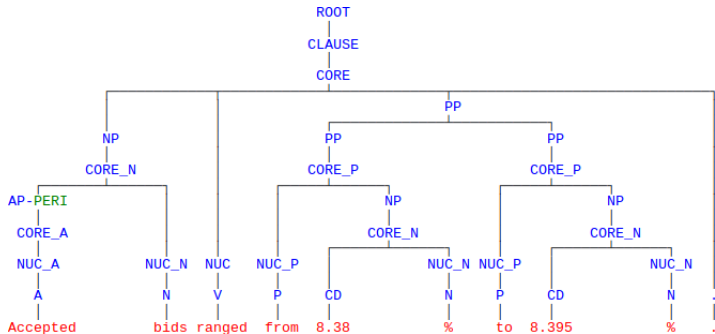 ROOT
CLAUSE
CORE
PP
NP PP PP
CORE_N CORE_P CORE_P
AP-PERI NP NP
CORE_A CORE_N CORE_N
NUC_A NUC_N NUC NUC_P NUC_N NUC_P NUC_N
A N V P CD N P CD N .
Accepted bids ranged from 8.38 % to 8.395 % .